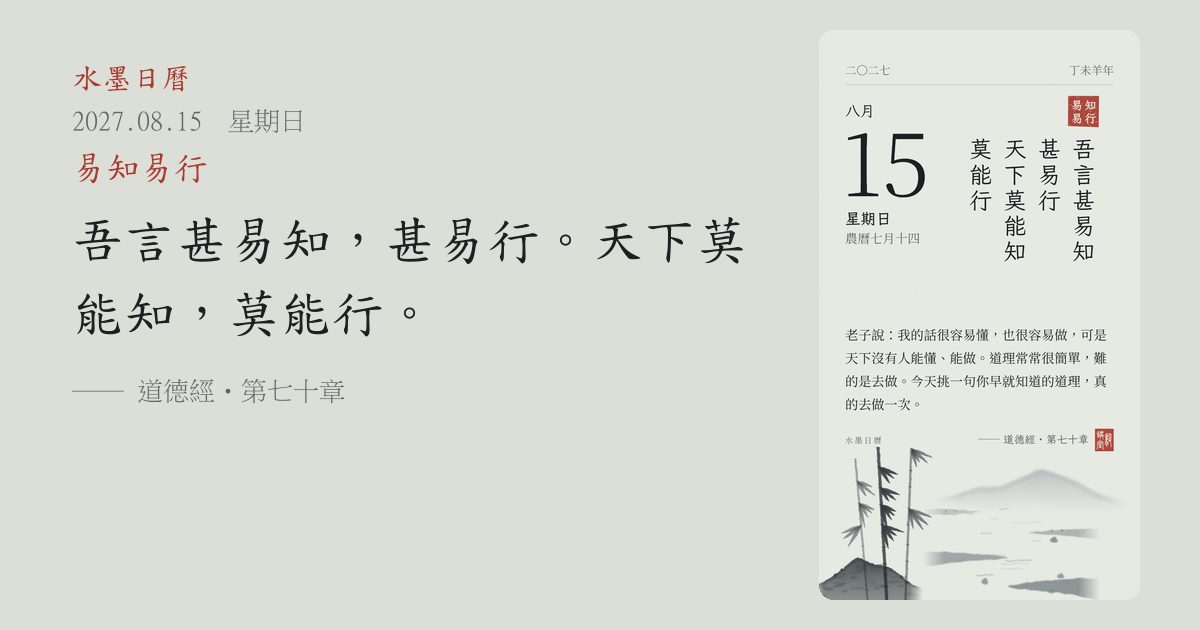 水墨日曆
2027.08.15 星期日
易知易行
吾言甚易知，甚易行。天下莫
能知，莫能行。
—— 道德經・第七十章
二〇二七
丁未羊年
八月
15
星期日
農曆七月十四
知行
易易
吾言甚易知
甚易行
天下莫能知
莫能行
老子說：我的話很容易懂，也很容易做，可是
天下沒有人能懂、能做。道理常常很簡單，難
的是去做。今天挑一句你早就知道的道理，真
的去做一次。
水墨日曆
—— 道德經・第七十章